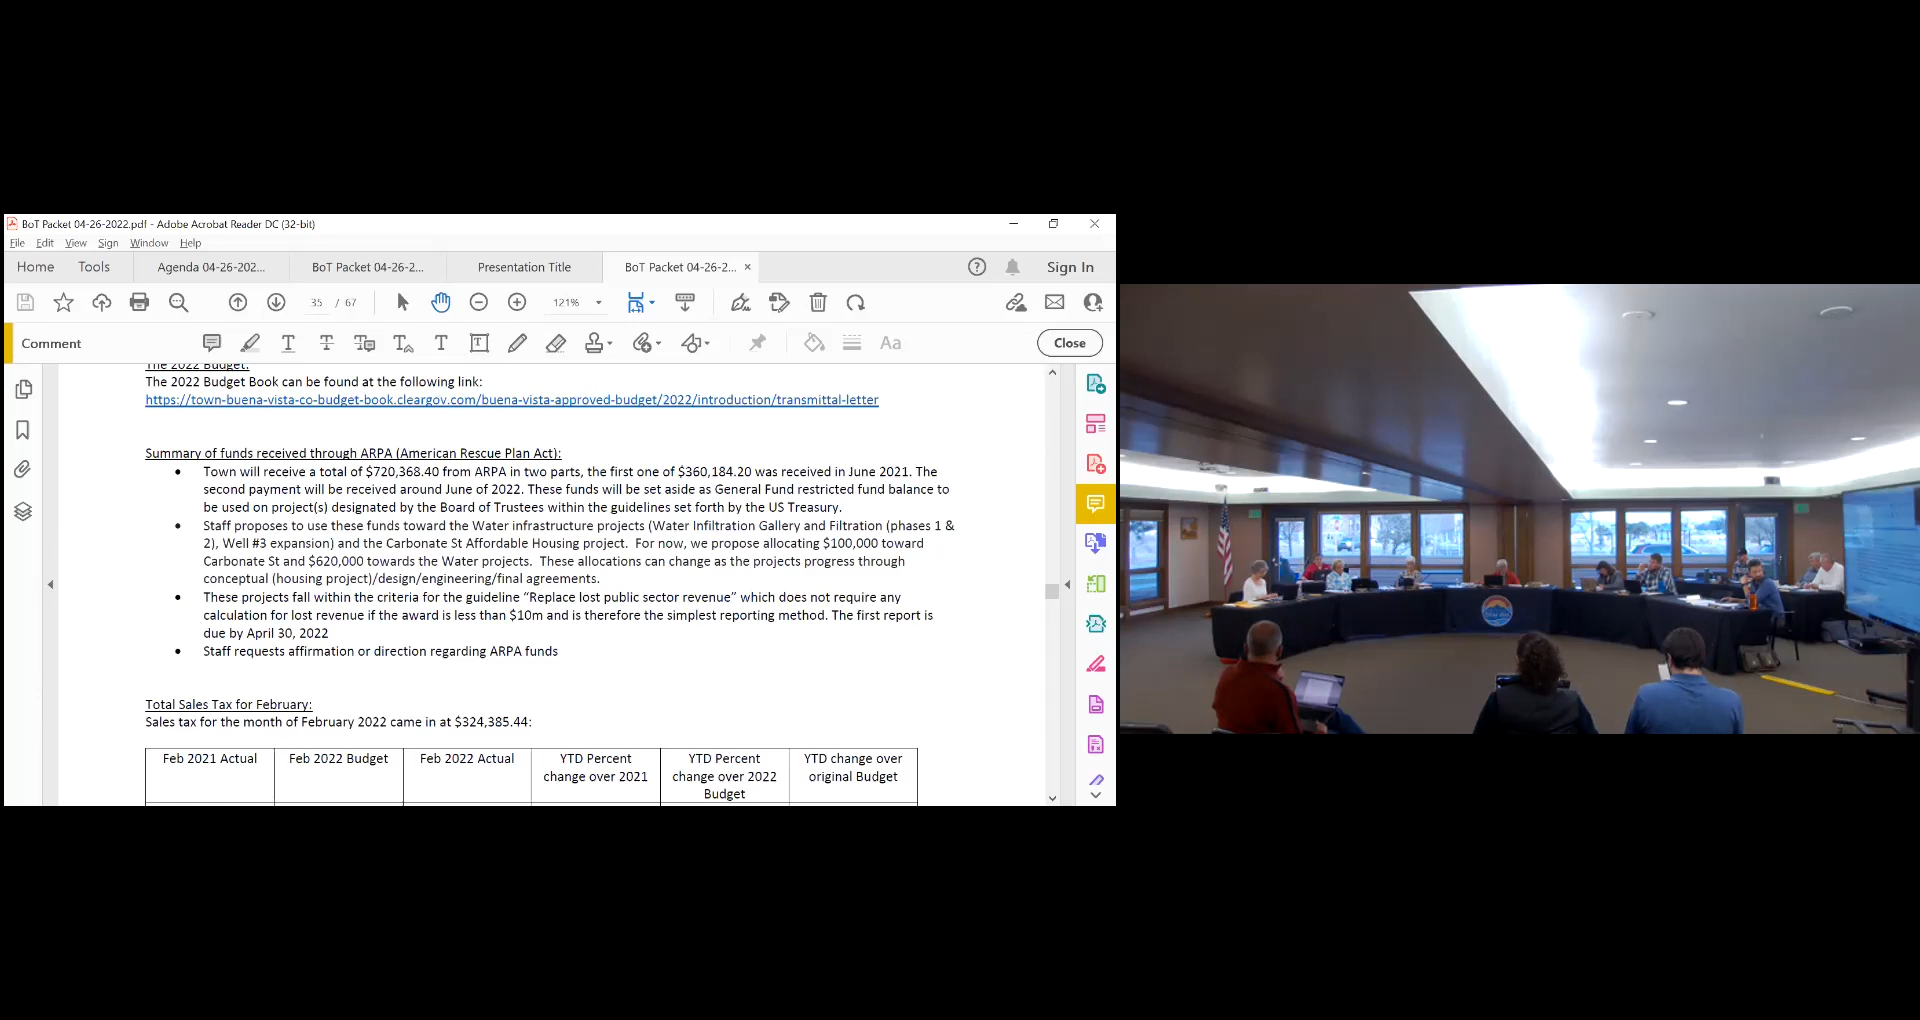 BoT Packet 04-26-2022.pdf - Adobe Acrobat Reader DC (32-bit)
File Edit View Sign Window Help
Home Tools Agenda 04-26-202... BoT Packet 04-26-2... Presentation Title BoT Packet 04-26-2... × Sign In
35 / 67 121%
Comment Close
The 2022 Budget:
The 2022 Budget Book can be found at the following link:
https://town-buena-vista-co-budget-book.cleargov.com/buena-vista-approved-budget/2022/introduction/transmittal-letter
Summary of funds received through ARPA (American Rescue Plan Act):
• Town will receive a total of $720,368.40 from ARPA in two parts, the first one of $360,184.20 was received in June 2021. The
second payment will be received around June of 2022. These funds will be set aside as General Fund restricted fund balance to
be used on project(s) designated by the Board of Trustees within the guidelines set forth by the US Treasury.
• Staff proposes to use these funds toward the Water infrastructure projects (Water Infiltration Gallery and Filtration (phases 1 &
2), Well #3 expansion) and the Carbonate St Affordable Housing project. For now, we propose allocating $100,000 toward
Carbonate St and $620,000 towards the Water projects. These allocations can change as the projects progress through
conceptual (housing project)/design/engineering/final agreements.
• These projects fall within the criteria for the guideline “Replace lost public sector revenue” which does not require any
calculation for lost revenue if the award is less than $10m and is therefore the simplest reporting method. The first report is
due by April 30, 2022
• Staff requests affirmation or direction regarding ARPA funds
Total Sales Tax for February:
Sales tax for the month of February 2022 came in at $324,385.44:
Feb 2021 Actual Feb 2022 Budget Feb 2022 Actual YTD Percent YTD Percent YTD change over
change over 2021 change over 2022 original Budget
Budget